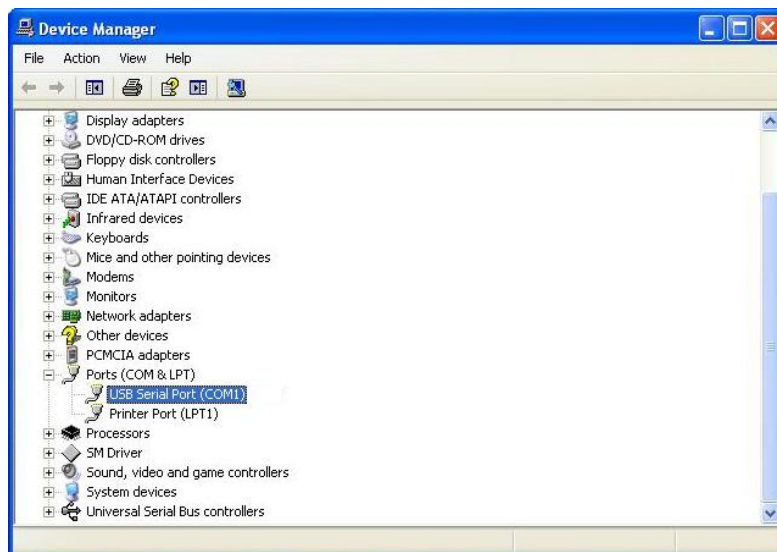 Device Manager
File Action View Help
Display adapters
DVD/CD-ROM drives
Floppy disk controllers
Human Interface Devices
IDE ATA/ATAPI controllers
Infrared devices
Keyboards
Mice and other pointing devices
Modems
Monitors
Network adapters
Other devices
PCMCIA adapters
Ports (COM & LPT)
USB Serial Port (COM1)
Printer Port (LPT1)
Processors
SM Driver
Sound, video and game controllers
System devices
Universal Serial Bus controllers